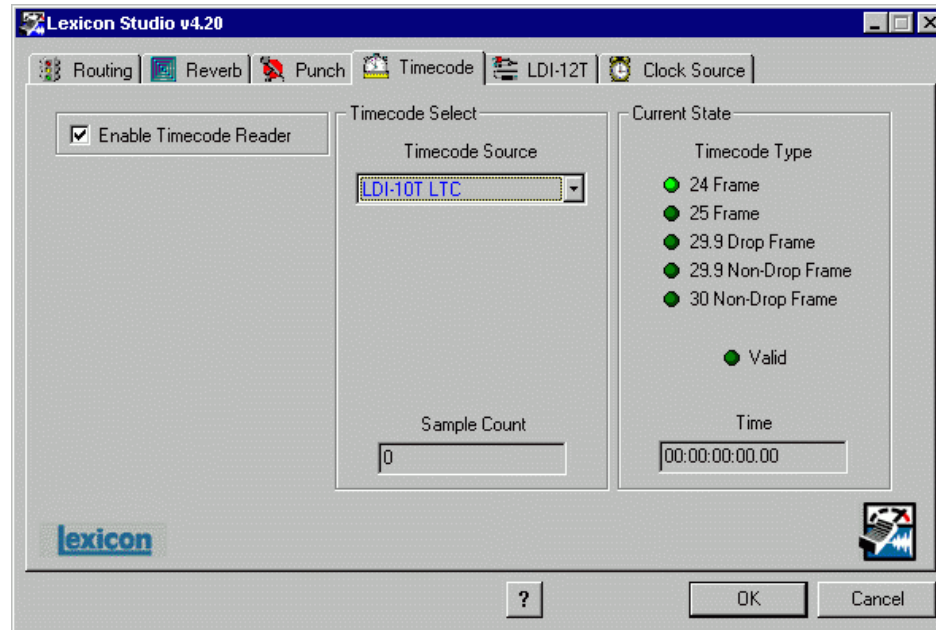 Lexicon Studio v4.20
Routing Reverb Punch Timecode LDI-12T Clock Source
Enable Timecode Reader
Timecode Select
Timecode Source
LDI-10T LTC
Sample Count
0
Current State
Timecode Type
24 Frame
25 Frame
29.9 Drop Frame
29.9 Non-Drop Frame
30 Non-Drop Frame
Valid
Time
00:00:00:00.00
lexicon
? OK Cancel